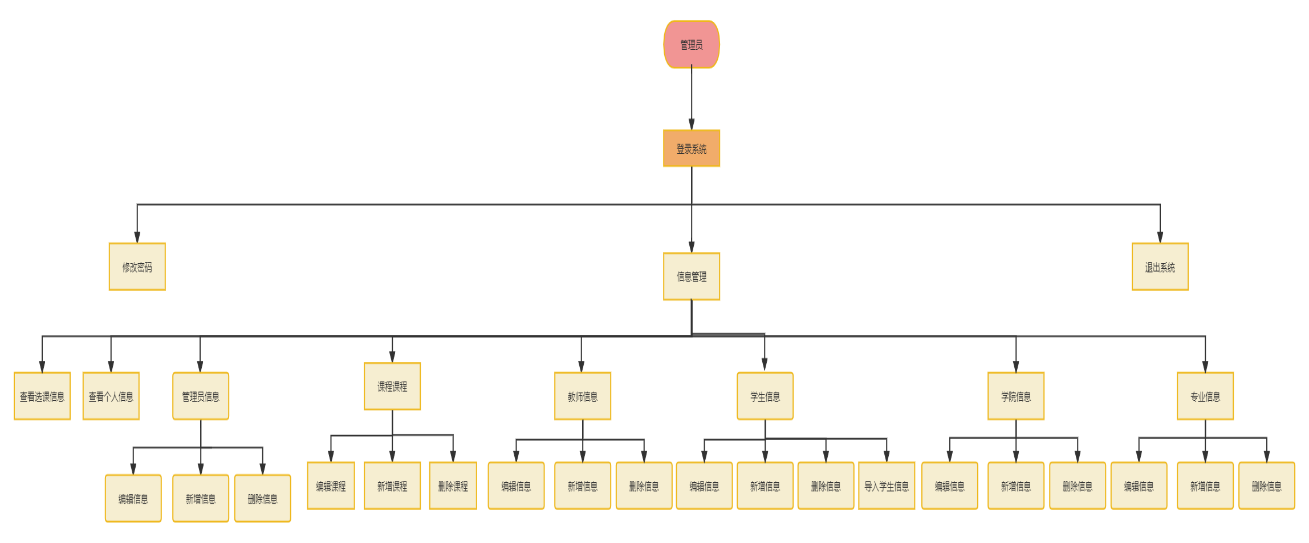 管理员
登录系统
修改密码
信息管理
退出系统
查看选课信息
查看个人信息
管理员信息
课程课程
教师信息
学生信息
学院信息
专业信息
编辑信息
新增信息
删除信息
编辑课程
新增课程
删除课程
编辑信息
新增信息
删除信息
编辑信息
新增信息
删除信息
导入学生信息
编辑信息
新增信息
删除信息
编辑信息
新增信息
删除信息